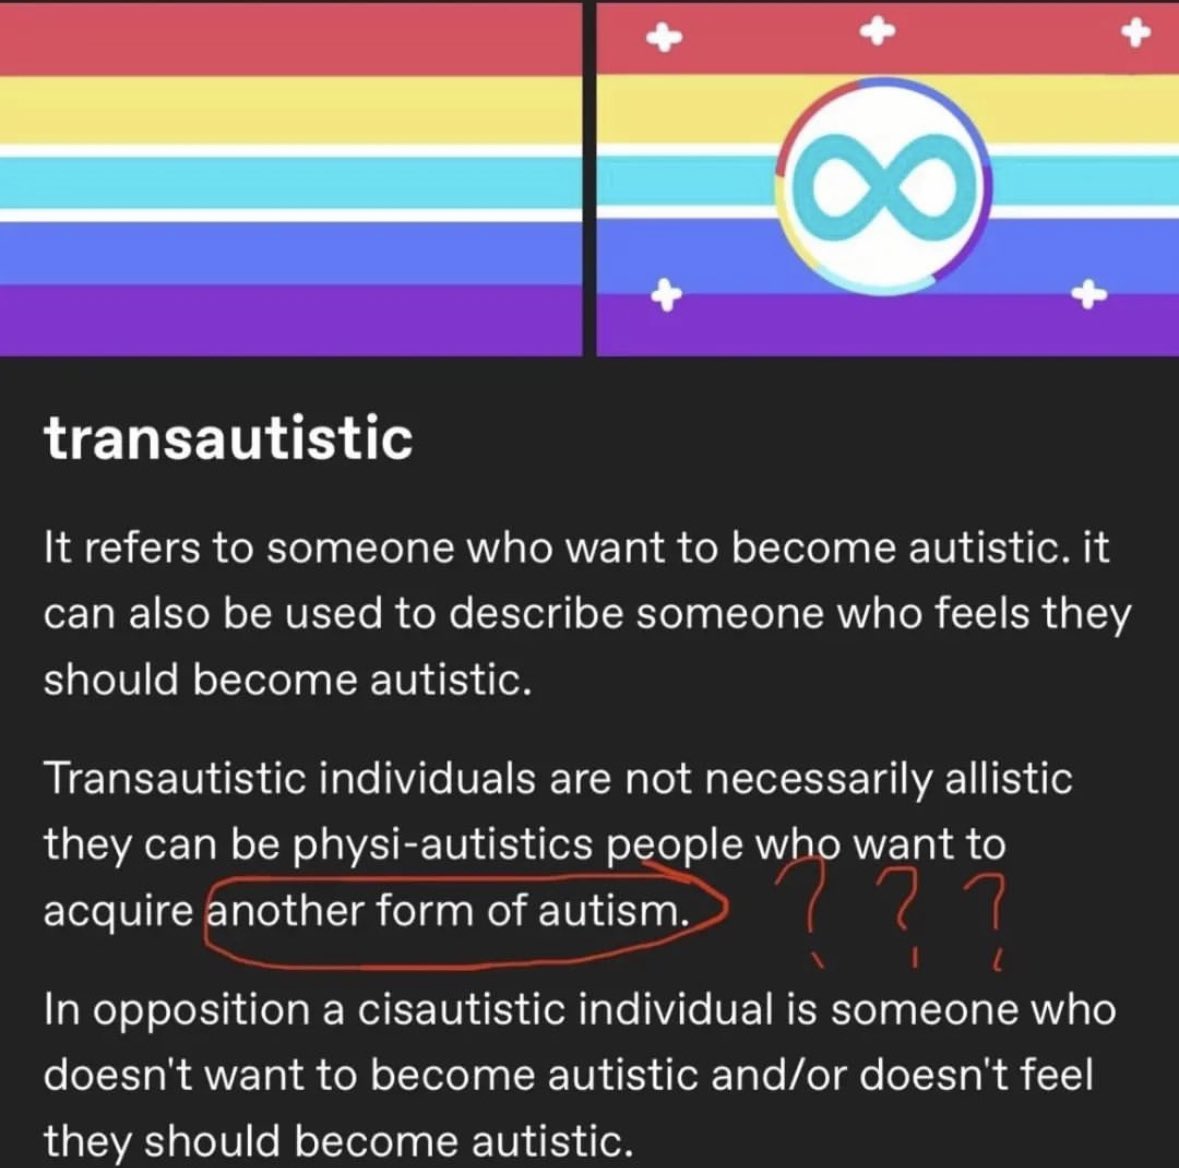 transautistic
It refers to someone who want to become autistic. it
can also be used to describe someone who feels they
should become autistic.
Transautistic individuals are not necessarily allistic
they can be physi-autistics people who want to
acquire another form of autism. ? ? ?
In opposition a cisautistic individual is someone who
doesn't want to become autistic and/or doesn't feel
they should become autistic.